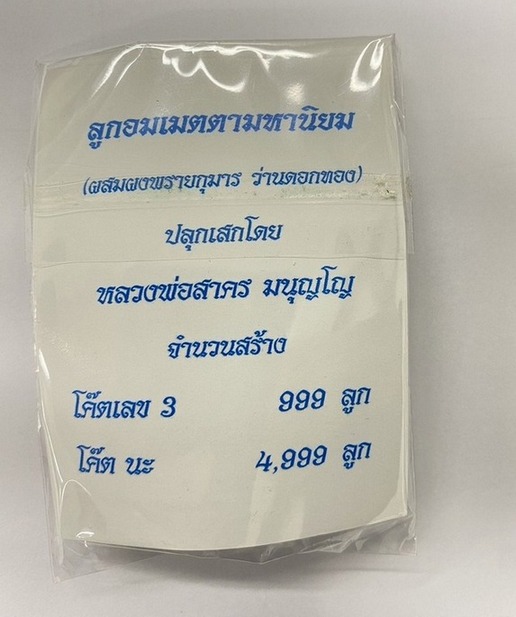 ลูกอมเมตตามหานิยม
(ผสมผงพรายกุมาร ว่านดอกทอง)
ปลุกเสกโดย
หลวงพ่อสาคร มนุญโญ
จำนวนสร้าง
โค๊ตเลข 3 999 ลูก
โค๊ต นะ 4,999 ลูก